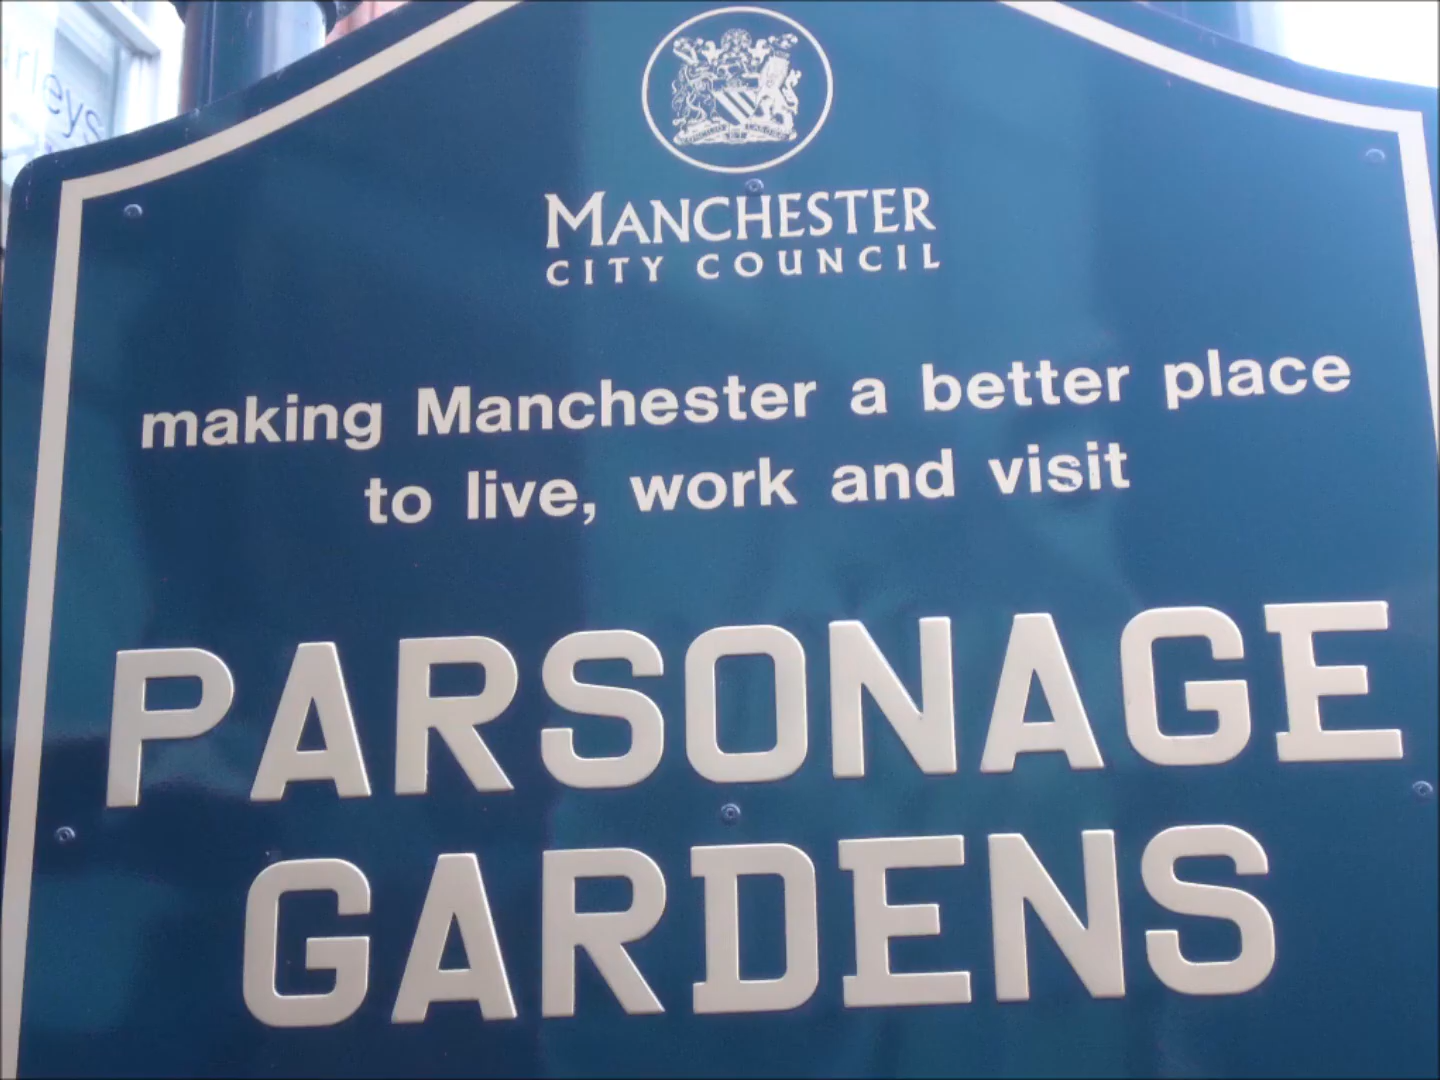 MANCHESTER
CITY COUNCIL
making Manchester a better place
to live, work and visit
PARSONAGE
GARDENS